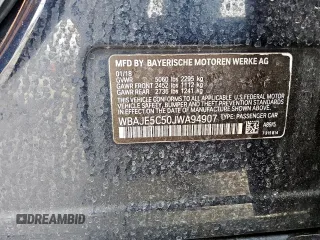 MFD BY BAYERISCHE MOTOREN WERKE AG
01/18
GVWR 5060 lbs 2295 kg
GAWR FRONT 2452 lbs 1112 kg
GAWR REAR 2736 lbs 1241 kg
THIS VEHICLE CONFORMS TO ALL APPLICABLE
FEDERAL MOTOR VEHICLE SAFETY, BUMPER,
AND THEFT PREVENTION STANDARDS IN EFFECT
ON THE DATE OF MANUFACTURE SHOWN ABOVE.
WBAJE5C50JWA94907 TYPE: PASSENGER CAR
A89/S
DREAMBID